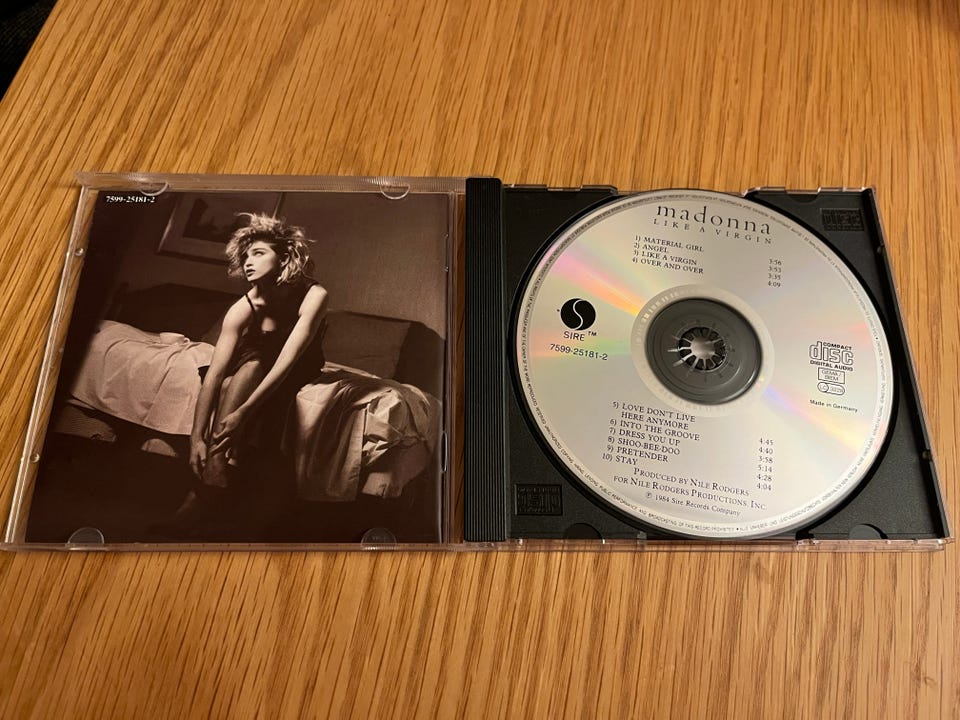 7599-25181-2
madonna
LIKE A VIRGIN
1) MATERIAL GIRL 3:56
2) ANGEL 3:53
3) LIKE A VIRGIN 3:35
4) OVER AND OVER 4:09
SIRE™
7599-25181-2
COMPACT
disc
DIGITAL AUDIO
GEMA
BIEM
Made in Germany
5) LOVE DON'T LIVE
HERE ANYMORE 4:45
6) INTO THE GROOVE 4:40
7) DRESS YOU UP 3:58
8) SHOO-BEE-DOO 5:14
9) PRETENDER 4:28
10) STAY 4:04
PRODUCED BY NILE RODGERS
FOR NILE RODGERS PRODUCTIONS, INC.
℗ 1984 Sire Records Company